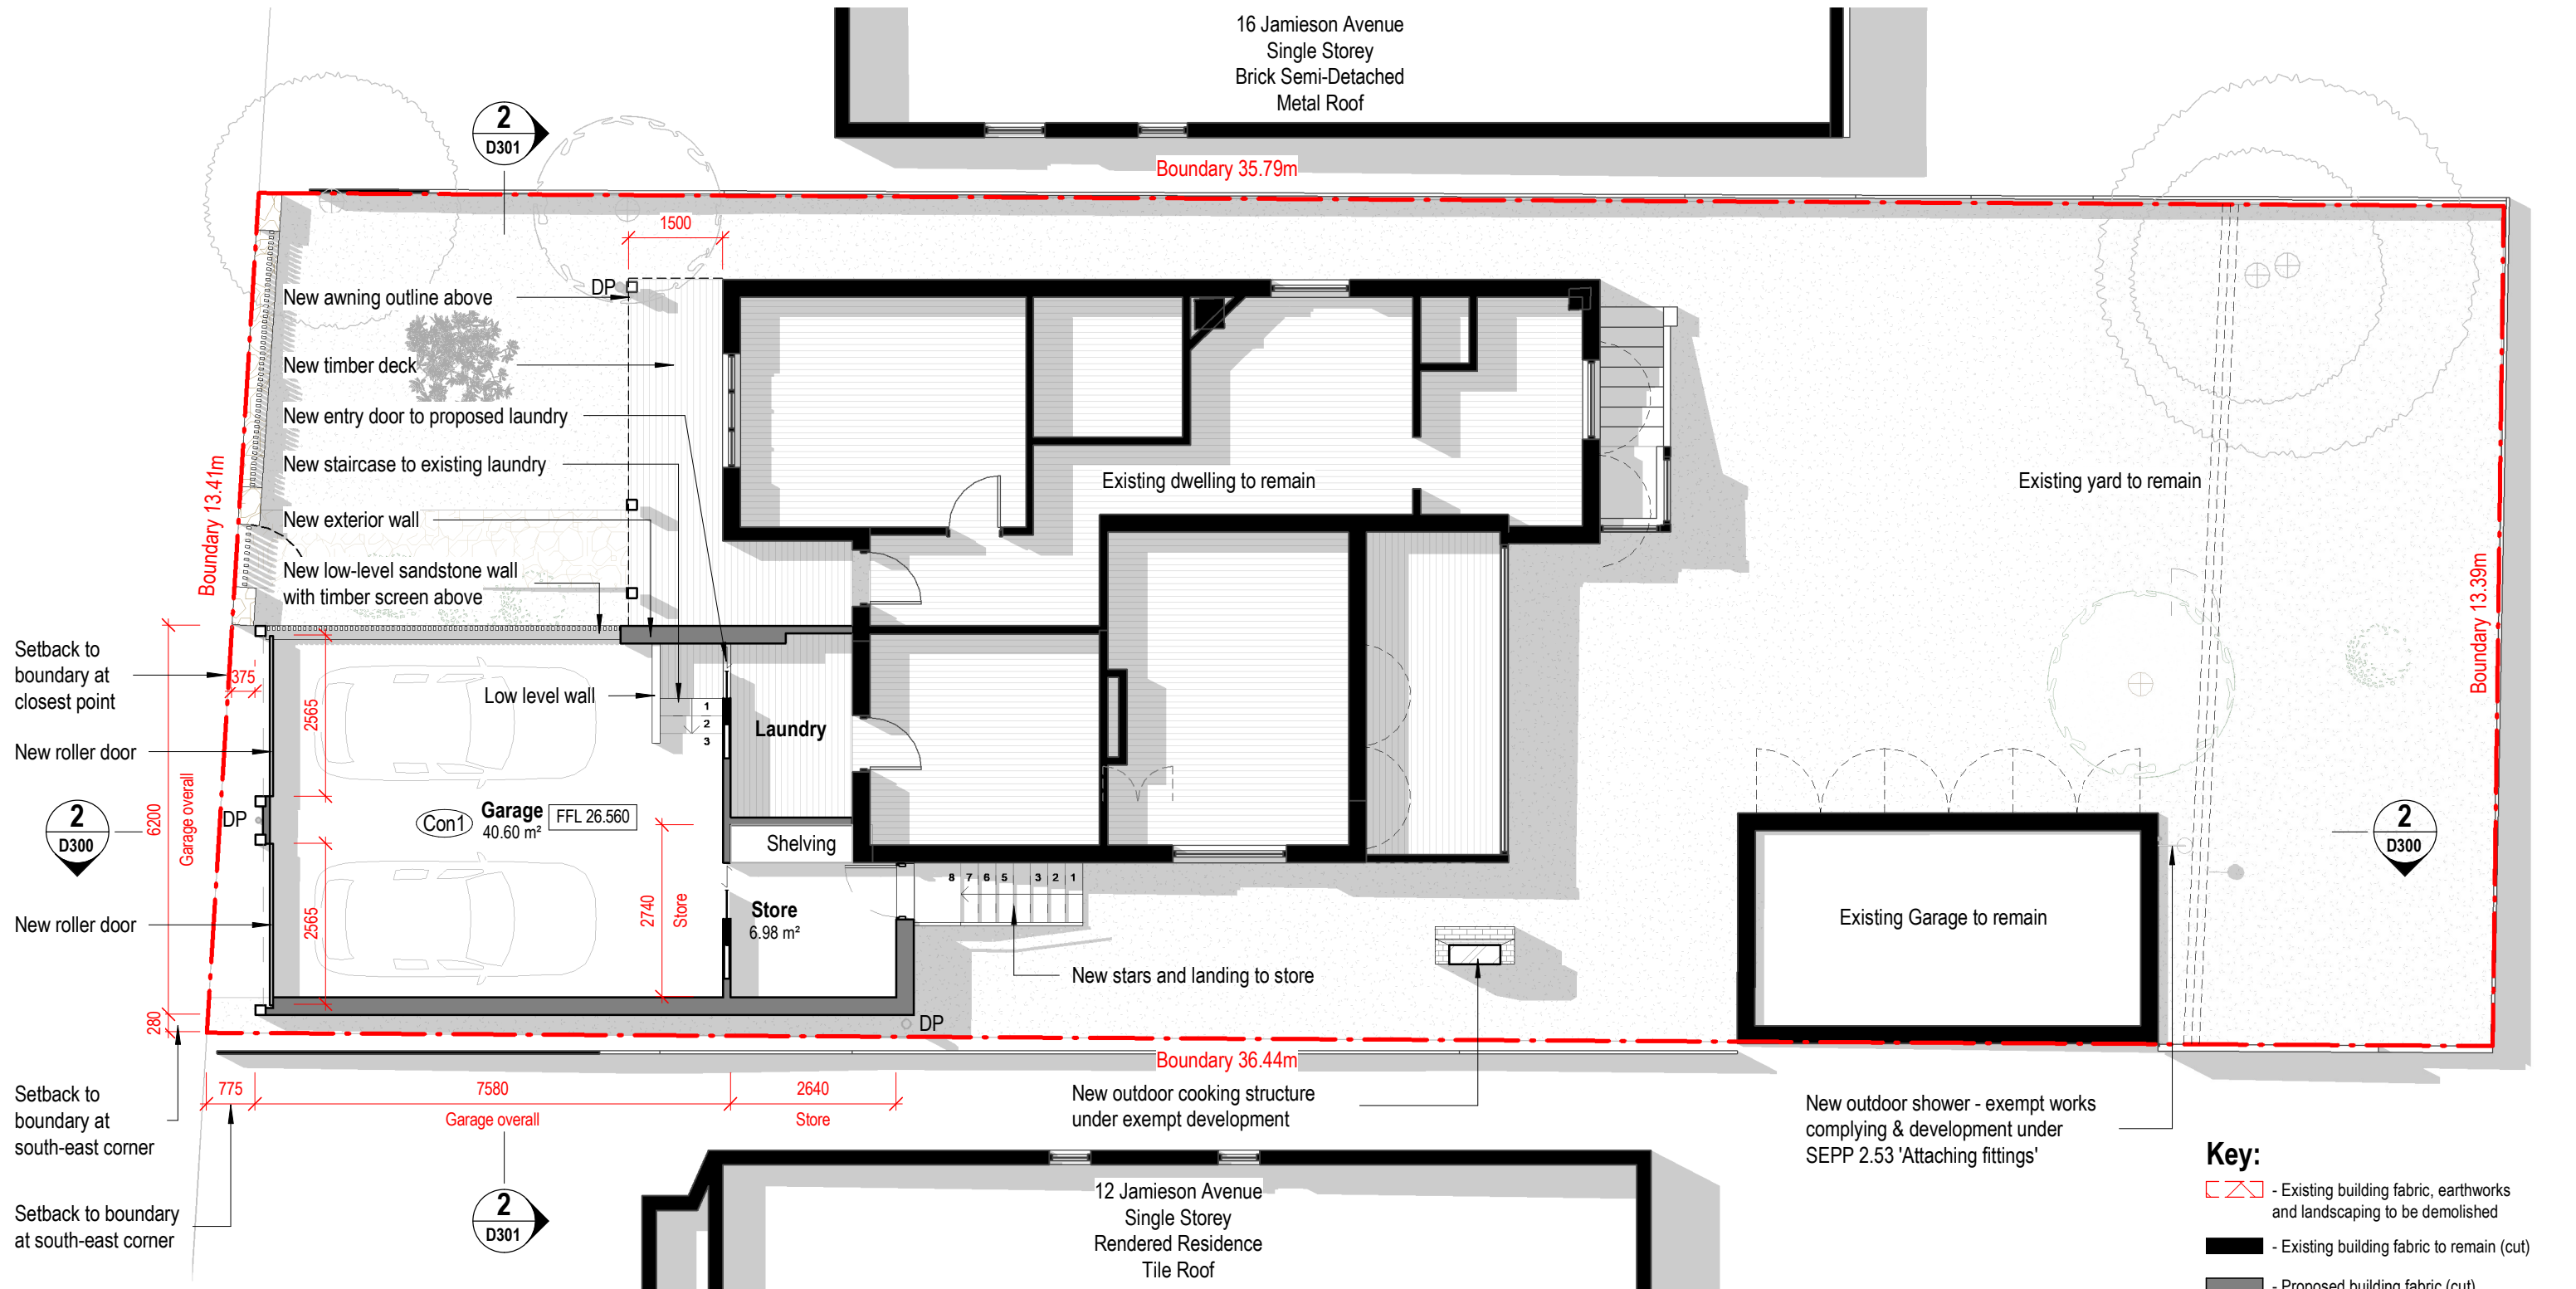 16 Jamieson Avenue
Single Storey
Brick Semi-Detached
Metal Roof
2
D301
Boundary 35.79m
1500
DP
New awning outline above
New timber deck
New entry door to proposed laundry
New staircase to existing laundry
New exterior wall
New low-level sandstone wall
with timber screen above
Boundary 13.41m
Existing dwelling to remain
Existing yard to remain
Boundary 13.39m
Setback to
boundary at
closest point
375
2565
Low level wall
1
2
3
Laundry
New roller door
6200
Garage overall
2
D300
DP
Con1
Garage
40.60 m²
FFL 26.560
Shelving
2
D300
New roller door
2565
2740
Store
Store
6.98 m²
8 7 6 5 3 2 1
Existing Garage to remain
New stars and landing to store
280
DP
Boundary 36.44m
Setback to
boundary at
south-east corner
775
7580
Garage overall
2640
Store
New outdoor cooking structure
under exempt development
New outdoor shower - exempt works
complying & development under
SEPP 2.53 'Attaching fittings'
Setback to boundary
at south-east corner
2
D301
12 Jamieson Avenue
Single Storey
Rendered Residence
Tile Roof
Key:
- Existing building fabric, earthworks
and landscaping to be demolished
- Existing building fabric to remain (cut)
- Proposed building fabric (cut)